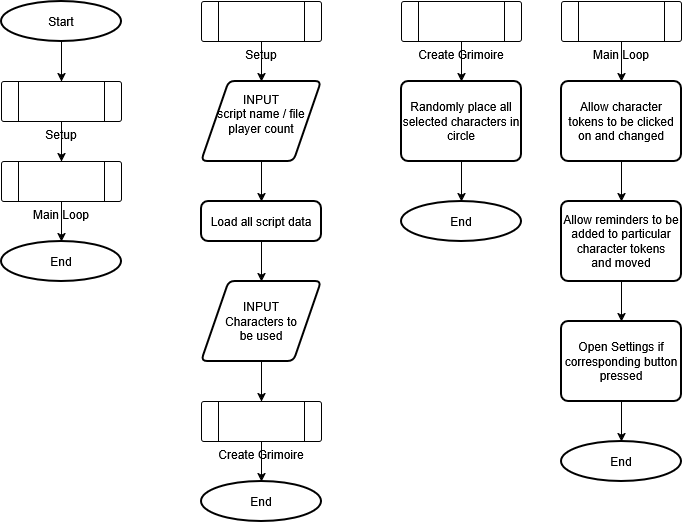 Start
Setup
Main Loop
End
Setup
INPUT
script name / file
player count
Load all script data
INPUT
Characters to
be used
Create Grimoire
End
Create Grimoire
Randomly place all
selected characters in
circle
End
Main Loop
Allow character
tokens to be clicked
on and changed
Allow reminders to be
added to particular
character tokens
and moved
Open Settings if
corresponding button
pressed
End